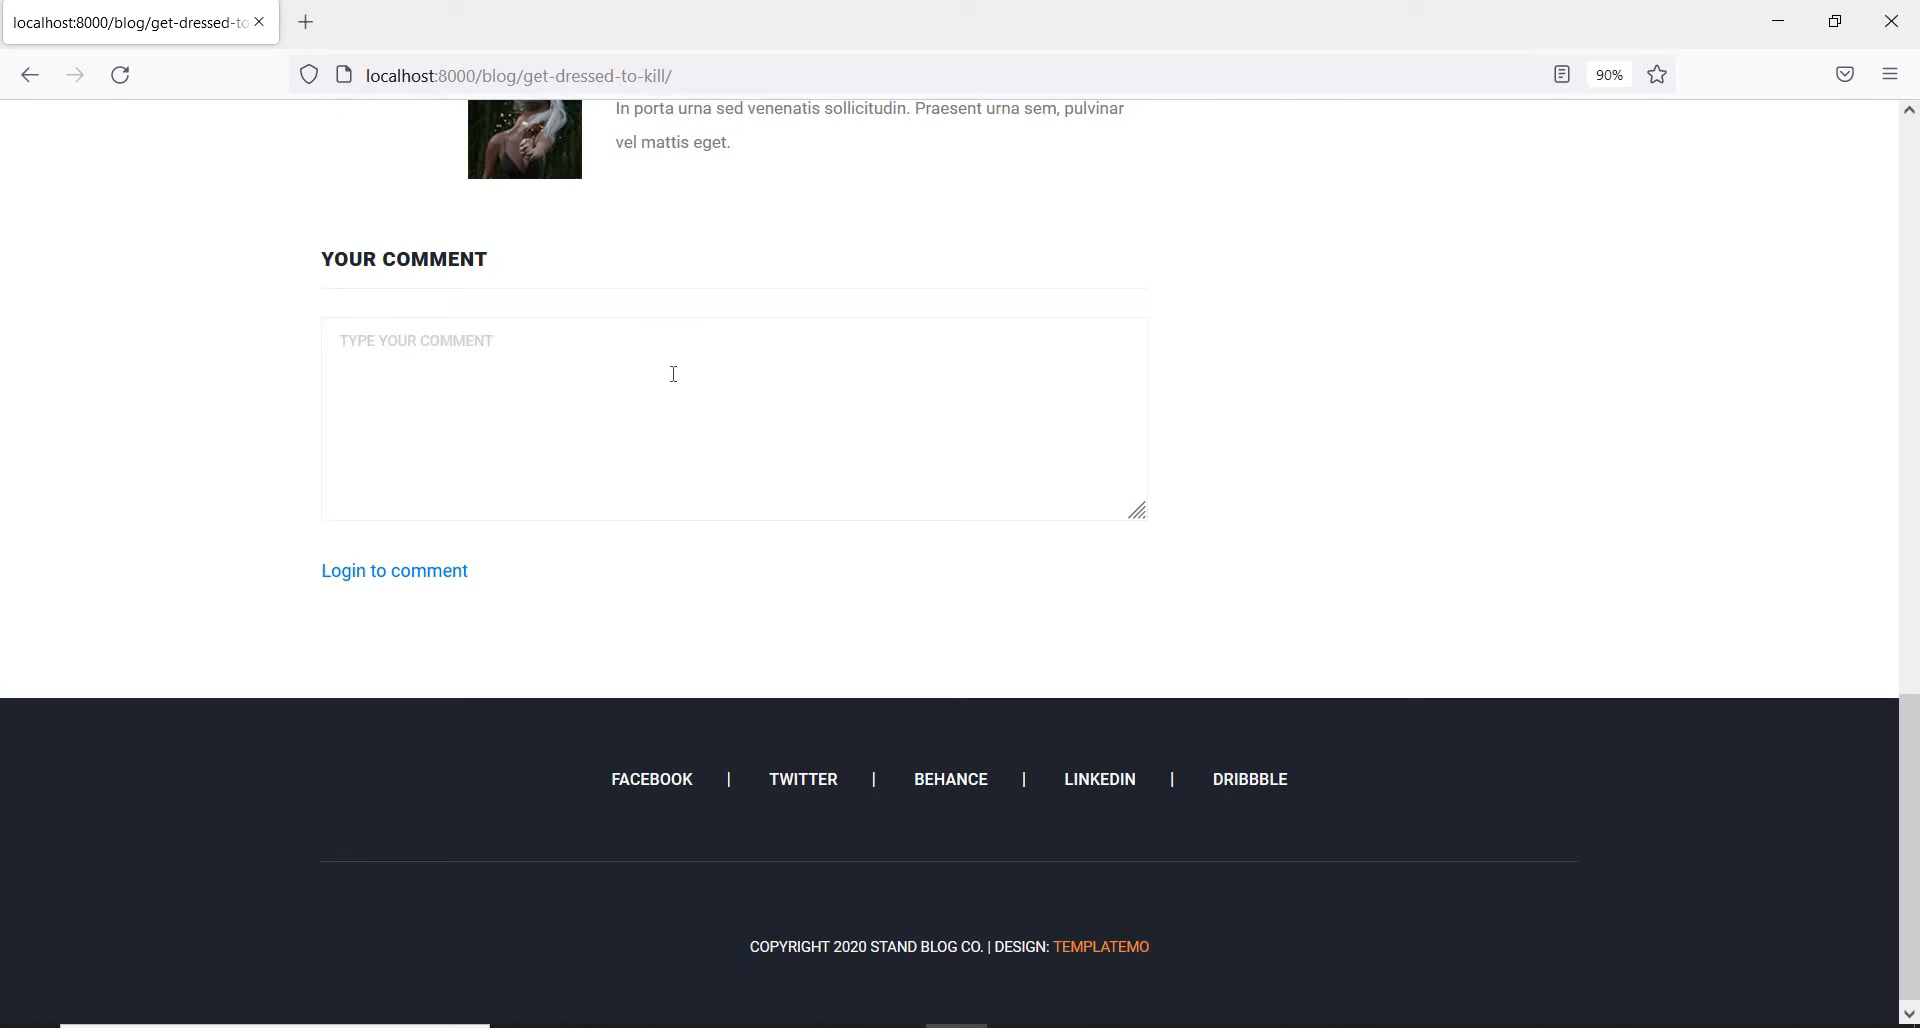 localhost:8000/blog/get-dressed-to
localhost:8000/blog/get-dressed-to-kill/
90%
In porta urna sed venenatis sollicitudin. Praesent urna sem, pulvinar
vel mattis eget.
YOUR COMMENT
TYPE YOUR COMMENT
Login to comment
FACEBOOK | TWITTER | BEHANCE | LINKEDIN | DRIBBBLE
COPYRIGHT 2020 STAND BLOG CO. | DESIGN: TEMPLATEMO